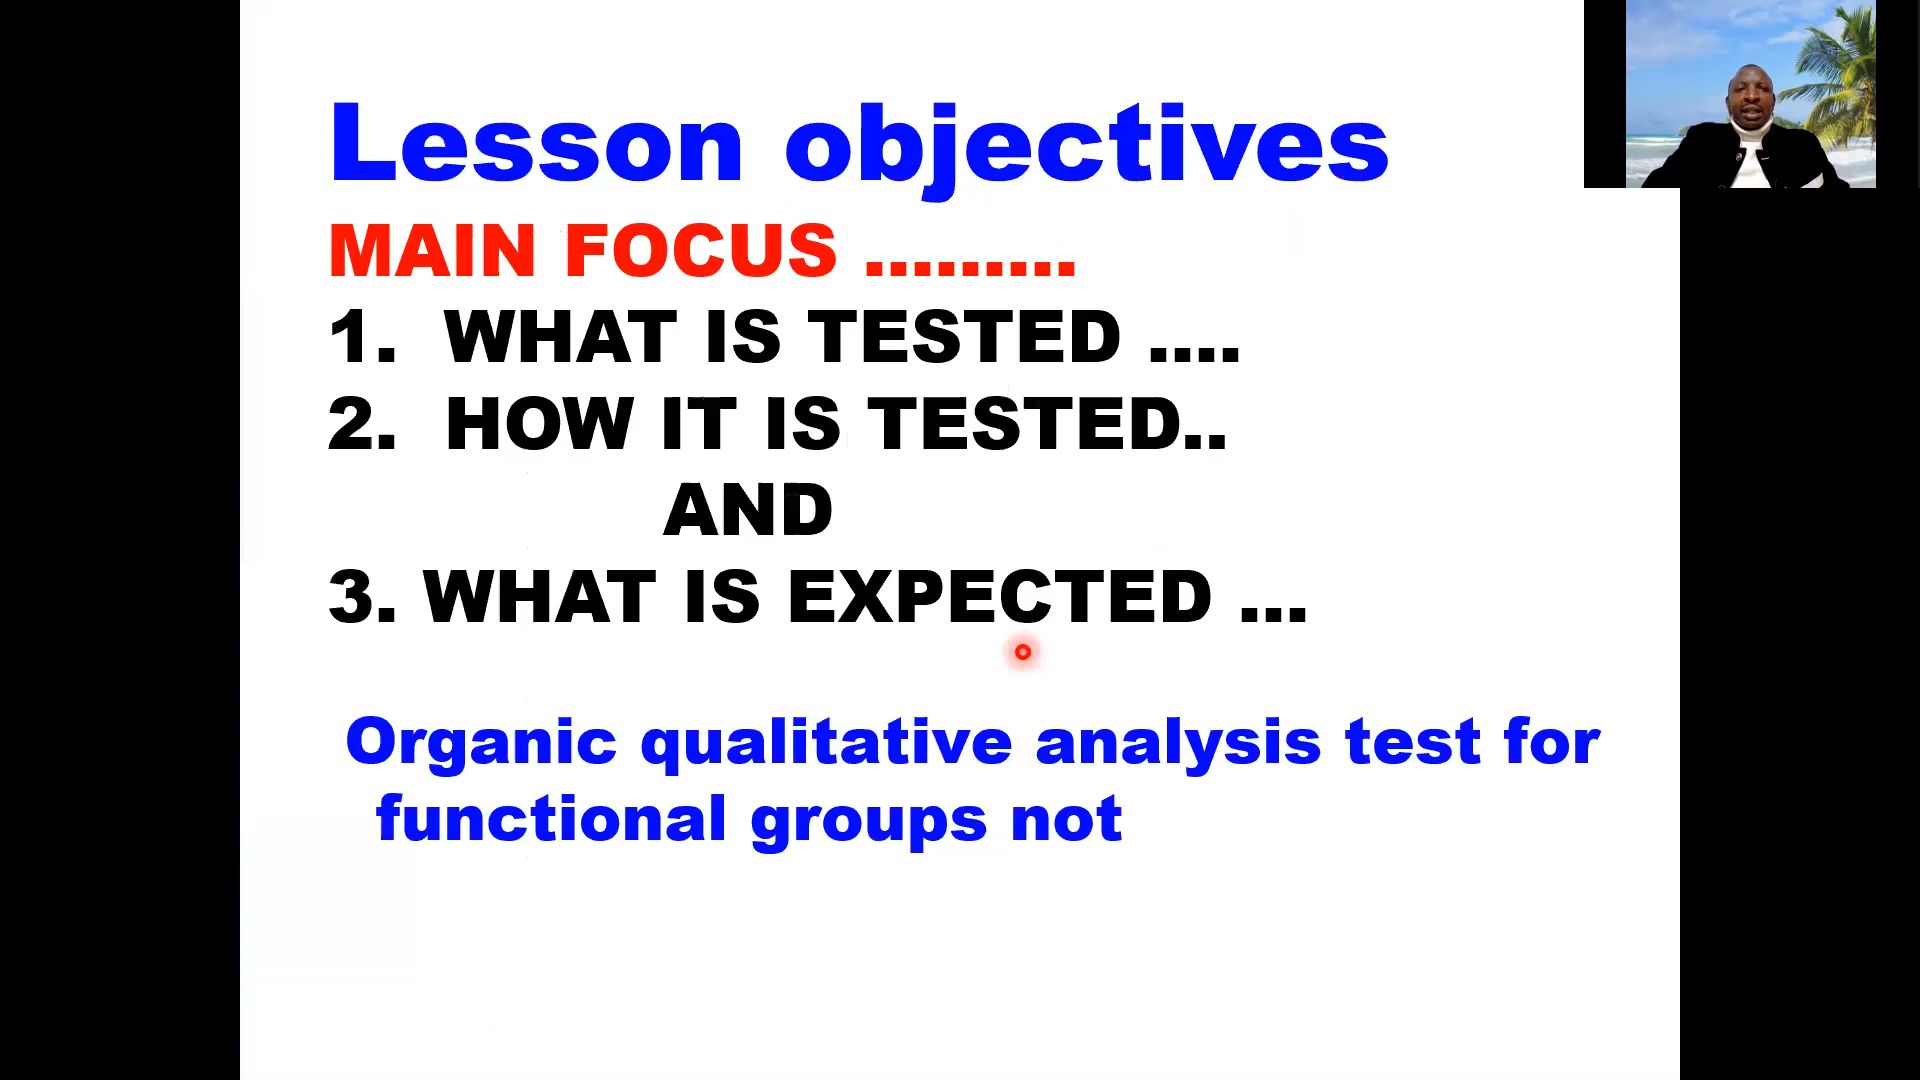 Lesson objectives
MAIN FOCUS .........
1. WHAT IS TESTED ....
2. HOW IT IS TESTED..
AND
3. WHAT IS EXPECTED ...
Organic qualitative analysis test for
functional groups not